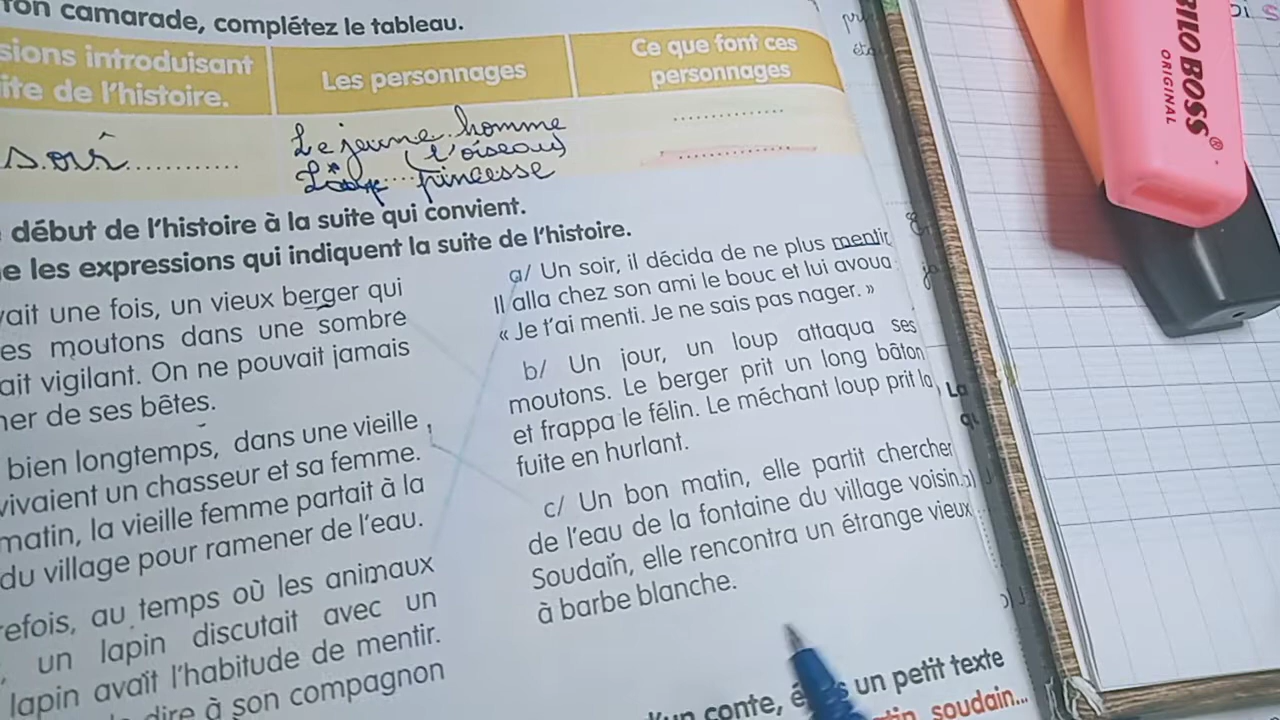 ton camarade, complétez le tableau.
sions introduisant
ite de l'histoire.
Les personnages
Ce que font ces
personnages
soir
Le jeune homme
(l'oiseau)
princesse
début de l'histoire à la suite qui convient.
e les expressions qui indiquent la suite de l'histoire.
vait une fois, un vieux berger qui
es moutons dans une sombre
ait vigilant. On ne pouvait jamais
her de ses bêtes.
bien longtemps, dans une vieille
vivaient un chasseur et sa femme.
matin, la vieille femme partait à la
du village pour ramener de l'eau.
refois, au temps où les animaux
, un lapin discutait avec un
lapin avait l'habitude de mentir.
dire à son compagnon
a/ Un soir, il décida de ne plus mentir.
Il alla chez son ami le bouc et lui avoua
« Je t'ai menti. Je ne sais pas nager. »
b/ Un jour, un loup attaqua ses
moutons. Le berger prit un long bâton
et frappa le félin. Le méchant loup prit la
fuite en hurlant.
c/ Un bon matin, elle partit chercher
de l'eau de la fontaine du village voisin.
Soudain, elle rencontra un étrange vieux
à barbe blanche.
d'un conte, é s un petit texte
tin, soudain...
BILO BOSS®
ORIGINAL